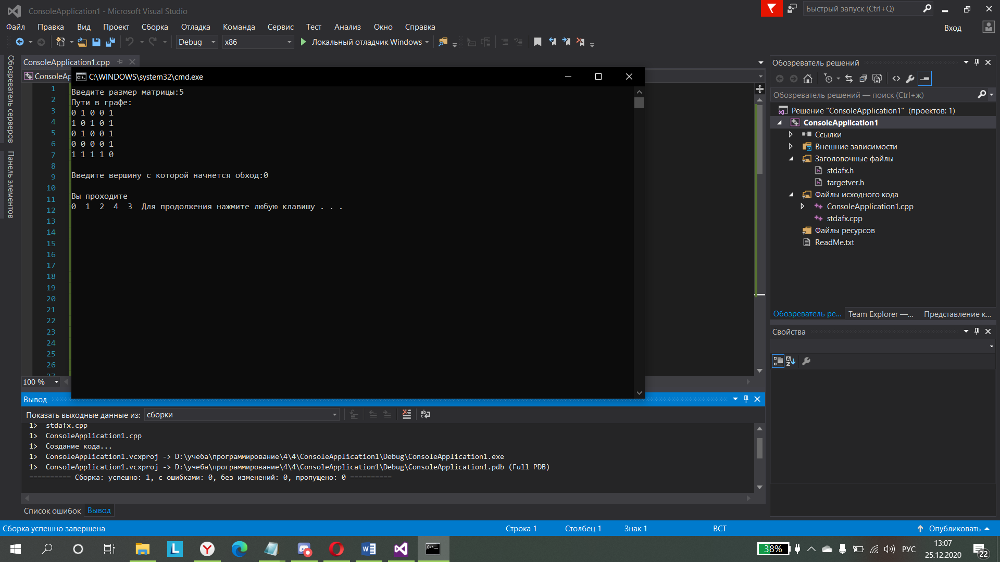 ConsoleApplication1 - Microsoft Visual Studio
Быстрый запуск (Ctrl+Q)
Файл Правка Вид Проект Сборка Отладка Команда Сервис Тест Анализ Окно Справка
Вход
Debug x86 Локальный отладчик Windows
Обозреватель серверов
Панель элементов
ConsoleApplication1.cpp
ConsoleAp
C:\WINDOWS\system32\cmd.exe
Введите размер матрицы:5
Пути в графе:
0 1 0 0 1
1 0 1 0 1
0 1 0 0 1
0 0 0 0 1
1 1 1 1 0
Введите вершину с которой начнется обход:0
Вы проходите
0 1 2 4 3 Для продолжения нажмите любую клавишу . . .
1
2
3
4
5
6
7
8
9
10
11
12
13
14
15
16
17
18
19
20
21
22
23
24
25
26
27
100 %
Обозреватель решений
Обозреватель решений — поиск (Ctrl+ж)
Решение "ConsoleApplication1" (проектов: 1)
ConsoleApplication1
Ссылки
Внешние зависимости
Заголовочные файлы
stdafx.h
targetver.h
Файлы исходного кода
ConsoleApplication1.cpp
stdafx.cpp
Файлы ресурсов
ReadMe.txt
Обозреватель ре... Team Explorer —... Представление к...
Свойства
Вывод
Показать выходные данные из: сборки
1> stdafx.cpp
1> ConsoleApplication1.cpp
1> Создание кода...
1> ConsoleApplication1.vcxproj -> D:\учеба\программирование\4\4\ConsoleApplication1\Debug\ConsoleApplication1.exe
1> ConsoleApplication1.vcxproj -> D:\учеба\программирование\4\4\ConsoleApplication1\Debug\ConsoleApplication1.pdb (Full PDB)
========== Сборка: успешно: 1, с ошибками: 0, без изменений: 0, пропущено: 0 ==========
Список ошибок Вывод
Сборка успешно завершена Строка 1 Столбец 1 Знак 1 ВСТ Опубликовать
38% РУС
13:07
25.12.2020
22